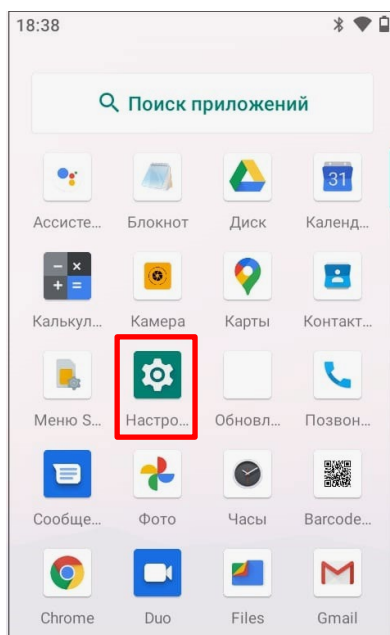 18:38
Поиск приложений
31
Ассисте... Блокнот Диск Календ...
Калькул... Камера Карты Контакт...
Меню S... Настро... Обновл... Позвон...
Сообще... Фото Часы Barcode...
Chrome Duo Files Gmail